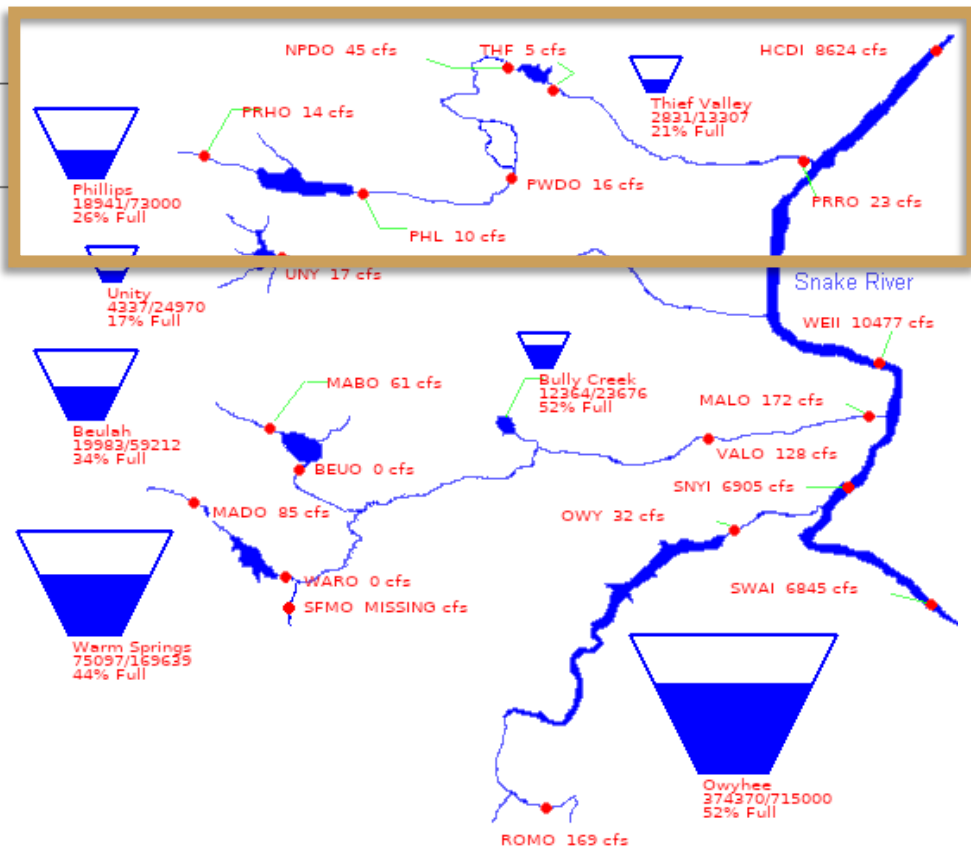 NPDO 45 cfs
THF 5 cfs
HCDI 8624 cfs
Thief Valley
2831/13307
21% Full
PRHO 14 cfs
Phillips
18941/73000
26% Full
PWDO 16 cfs
PRRO 23 cfs
PHL 10 cfs
UNY 17 cfs
Unity
4337/24970
17% Full
Snake River
WEII 10477 cfs
Bully Creek
12364/23676
52% Full
MABO 61 cfs
MALO 172 cfs
Beulah
19983/59212
34% Full
VALO 128 cfs
BEUO 0 cfs
SNYI 6905 cfs
MADO 85 cfs
OWY 32 cfs
WARO 0 cfs
SWAI 6845 cfs
SFMO MISSING cfs
Warm Springs
75097/169639
44% Full
Owyhee
374370/715000
52% Full
ROMO 169 cfs